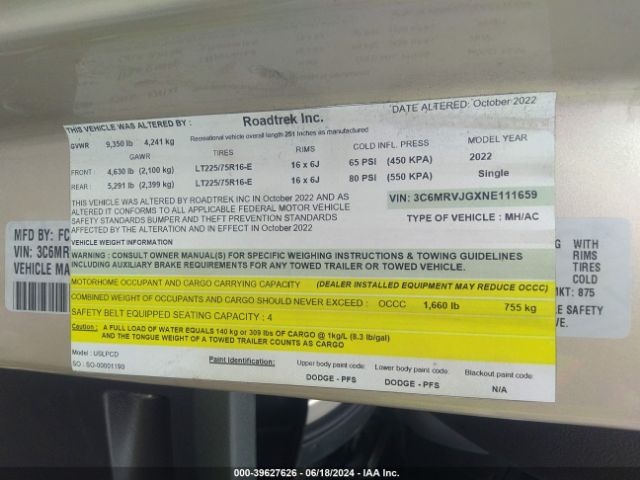 THIS VEHICLE WAS ALTERED BY : Roadtrek Inc. DATE ALTERED: October 2022
Recreational vehicle overall length 251 inches as manufactured
GVWR 9,350 lb 4,241 kg
GAWR TIRES RIMS COLD INFL. PRESS MODEL YEAR
FRONT : 4,630 lb (2,100 kg) LT225/75R16-E 16 x 6J 65 PSI (450 KPA) 2022
REAR : 5,291 lb (2,399 kg) LT225/75R16-E 16 x 6J 80 PSI (550 KPA) Single
THIS VEHICLE WAS ALTERED BY ROADTREK INC IN October 2022 AND AS
ALTERED IT CONFORMS TO ALL APPLICABLE FEDERAL MOTOR VEHICLE
SAFETY STANDARDS BUMPER AND THEFT PREVENTION STANDARDS
AFFECTED BY THE ALTERATION AND IN EFFECT IN October 2022
VIN: 3C6MRVJGXNE111659
TYPE OF VEHICLE : MH/AC
VEHICLE WEIGHT INFORMATION
WARNING : CONSULT OWNER MANUAL(S) FOR SPECIFIC WEIGHING INSTRUCTIONS & TOWING GUIDELINES
INCLUDING AUXILIARY BRAKE REQUIREMENTS FOR ANY TOWED TRAILER OR TOWED VEHICLE.
MOTORHOME OCCUPANT AND CARGO CARRYING CAPACITY (DEALER INSTALLED EQUIPMENT MAY REDUCE OCCC)
COMBINED WEIGHT OF OCCUPANTS AND CARGO SHOULD NEVER EXCEED : OCCC 1,660 lb 755 kg
SAFETY BELT EQUIPPED SEATING CAPACITY : 4
Caution : A FULL LOAD OF WATER EQUALS 140 kg or 309 lbs OF CARGO @ 1kg/L (8.3 lb/gal)
AND THE TONGUE WEIGHT OF A TOWED TRAILER COUNTS AS CARGO
Model : USLPCD
SO : SO-00001193
Paint Identification:
Upper body paint code: Lower body paint code: Blackout paint code:
DODGE - PFS DODGE - PFS N/A
MFD BY: FC
VIN: 3C6MR
VEHICLE MA
WITH
RIMS
TIRES
COLD
MKT: 875
LE SAFETY
VE.
000-39627626 - 06/18/2024 - IAA Inc.